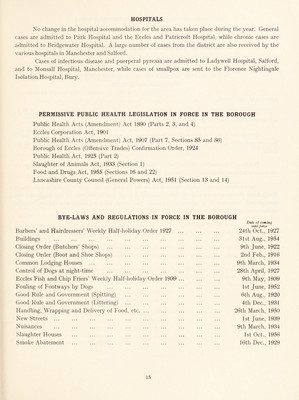 HOSPITALS
No change in the hospital accommodation for the area has taken place during the year. General
cases are admitted to Park Hospital and the Eccles and Patricroft Hospital, while chronic cases are
admitted to Bridgewater Hospital. A large number of cases from the district are also received by the
various hospitals in Manchester and Salford.
Cases of infectious disease and puerperal pyrexia are admitted to Ladywell Hospital, Salford,
and to Monsall Hospital, Manchester, while cases of smallpox are sent to the Florence Nightingale
Isolation Hospital, Bury.
PERMISSIVE PUBLIC HEALTH LEGISLATION IN FORCE IN THE BOROUGH
Public Health Acts (Amendment) Act 1890 (Parts 2, 3, and 4)
Eccles Corporation Act, 1901
Public Health Acts (Amendment) Act, 1907 (Part 7, Sections 85 and 86)
Borough of Eccles (Offensive Trades) Confirmation Order, 1924
Public Health Act, 1925 (Part 2)
Slaughter of Animals Act, 1933 (Section 1)
Food and Drugs Act, 1955 (Sections 16 and 22)
Lancashire County Council (General Powers) Act, 1951 (Section 13 and 14)
BYE-LAWS AND REGULATIONS IN FORCE IN THE BOROUGH
Date of coming
into force
Barbers' and Hairdressers' Weekly Half-holiday Order 1927 ... ... ... 24th Oct., 1927
Buildings ... ... ... ... ... ... ... ... ... ... 31st Aug., 1954
Closing Order (Butchers' Shops) ... ... ... ... ... ... 9th June, 1922
Closing Order (Boot and Shoe Shops) ... ... ... ... ... 2nd Feb., 1916
Common Lodging Houses ... ... ... ... ... ... ... 9th March, 1934
Control of Dogs at night-time ... ... ... ... ... ... 28th April, 1927
Eccles Fish and Chip Friers' Weekly Half-holiday Order 1939 ... ... ... 9th May, 1939
Fouling of Footways by Dogs ... ... ... ... ... ... 1st June, 1952
Good Rule and Government (Spitting) ... ... ... ... ... 6th Aug., 1920
Good Rule and Government (Littering) ... ... ... ... ... 4th Dec., 1931
Handling, Wrapping and Delivery of Food, etc. ... ... ... ... 28th March, 1950
New Streets ... ... ... ... ... ... ... ... ... 1st June, 1939
Nuisances ... ... ... ... ... ... ... ... ... 9th March, 1934
Slaughter Houses ... ... ... ... ... ... ... ... 1st Oct., 1956
Smoke Abatement ... ... ... ... ... ... ... ... 16th Dec., 1929